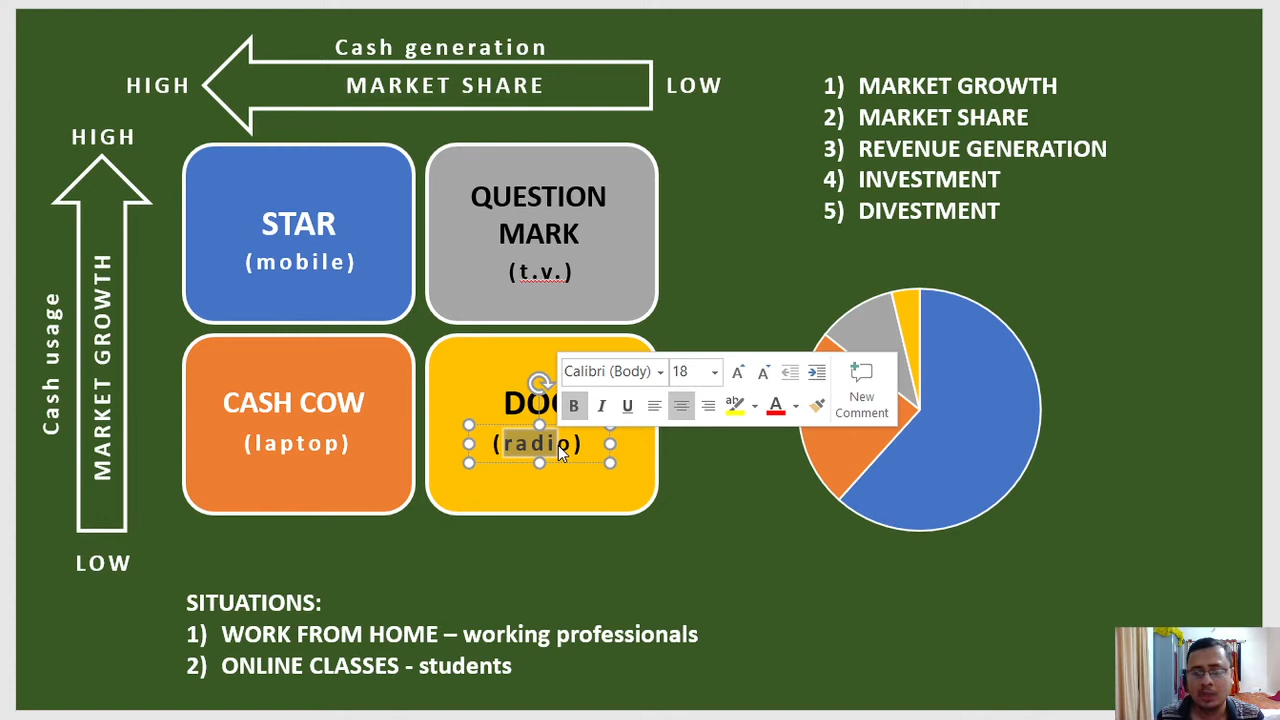 Cash generation
HIGH
MARKET SHARE
LOW
HIGH
Cash usage
MARKET GROWTH
LOW
STAR
(mobile)
QUESTION
MARK
(t.v.)
CASH COW
(laptop)
(radio)
Calibri (Body)
18
B
I
U
ab
A
New
Comment
1) MARKET GROWTH
2) MARKET SHARE
3) REVENUE GENERATION
4) INVESTMENT
5) DIVESTMENT
SITUATIONS:
1) WORK FROM HOME – working professionals
2) ONLINE CLASSES - students